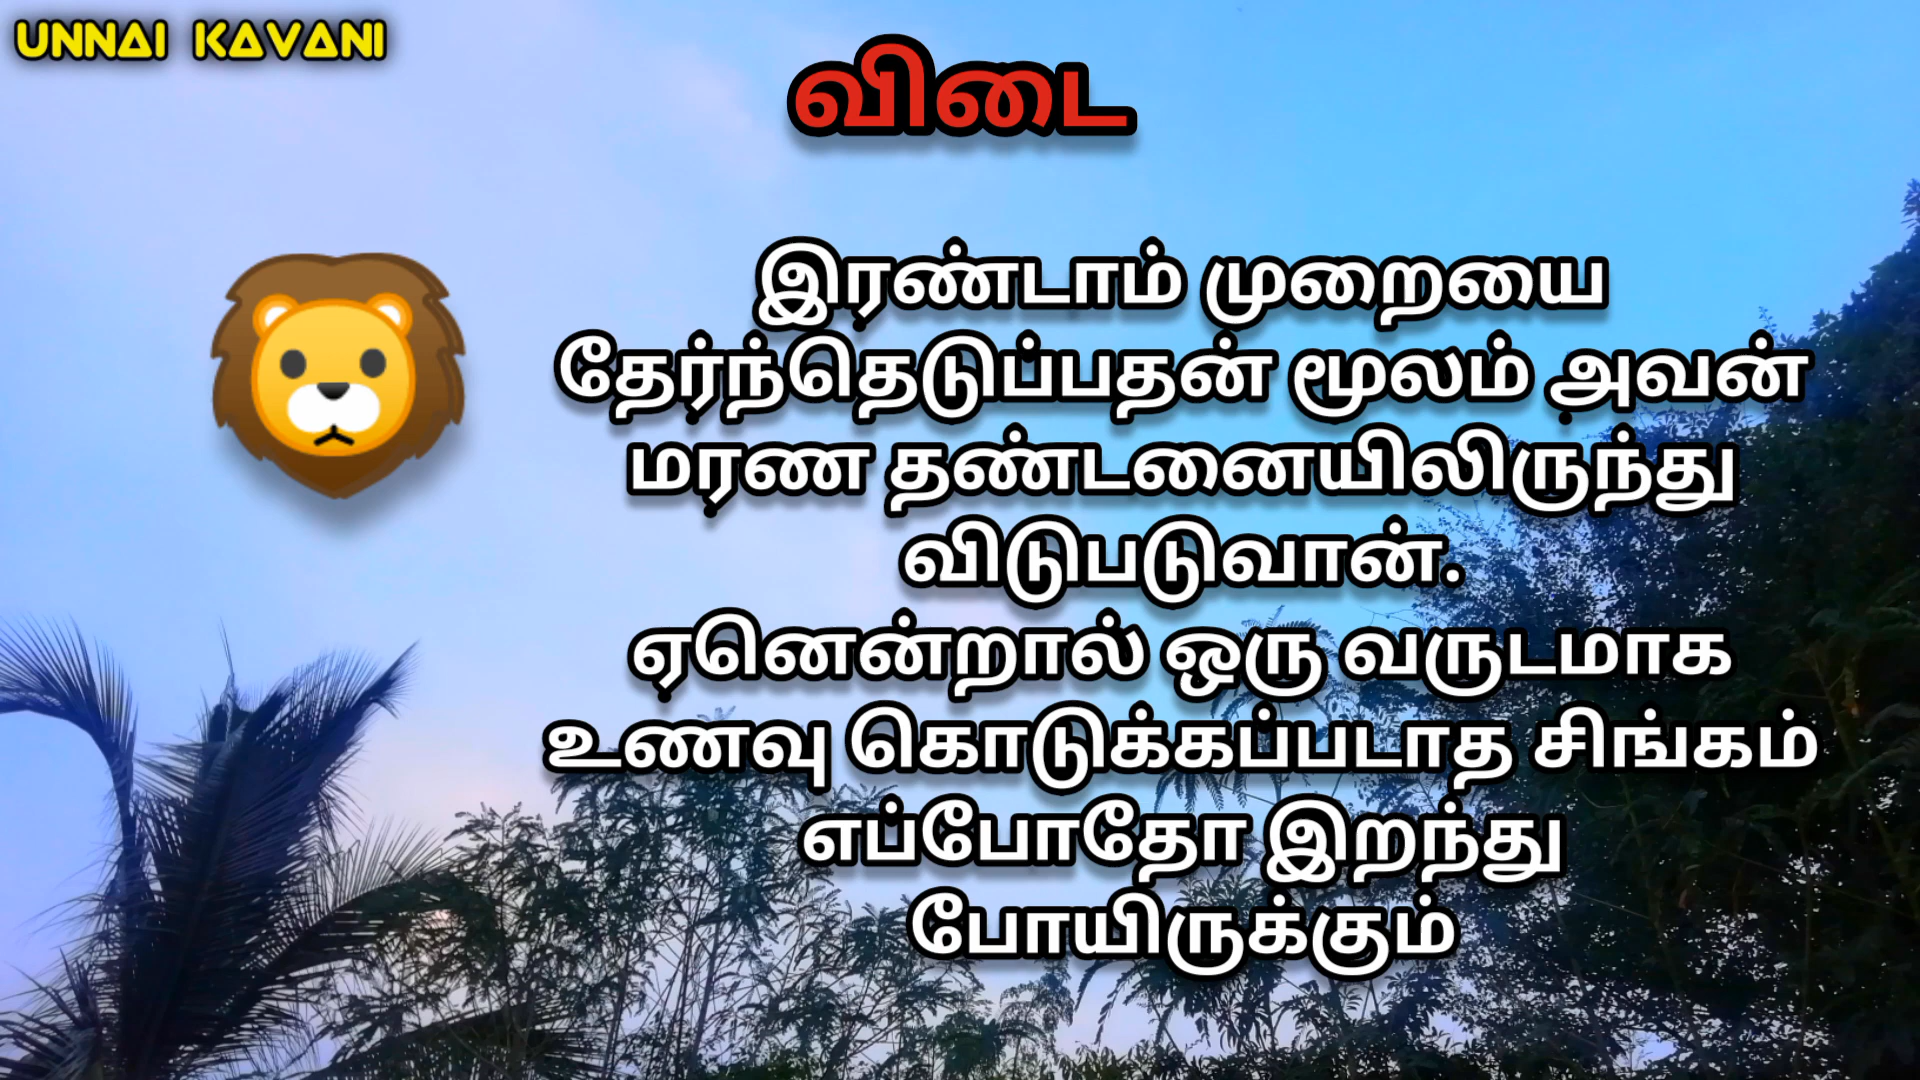 UNNAI KAVANI
விடை
இரண்டாம் முறையை
தேர்ந்தெடுப்பதன் மூலம் அவன்
மரண தண்டனையிலிருந்து
விடுபடுவான்.
ஏனென்றால் ஒரு வருடமாக
உணவு கொடுக்கப்படாத சிங்கம்
எப்போதோ இறந்து
போயிருக்கும்